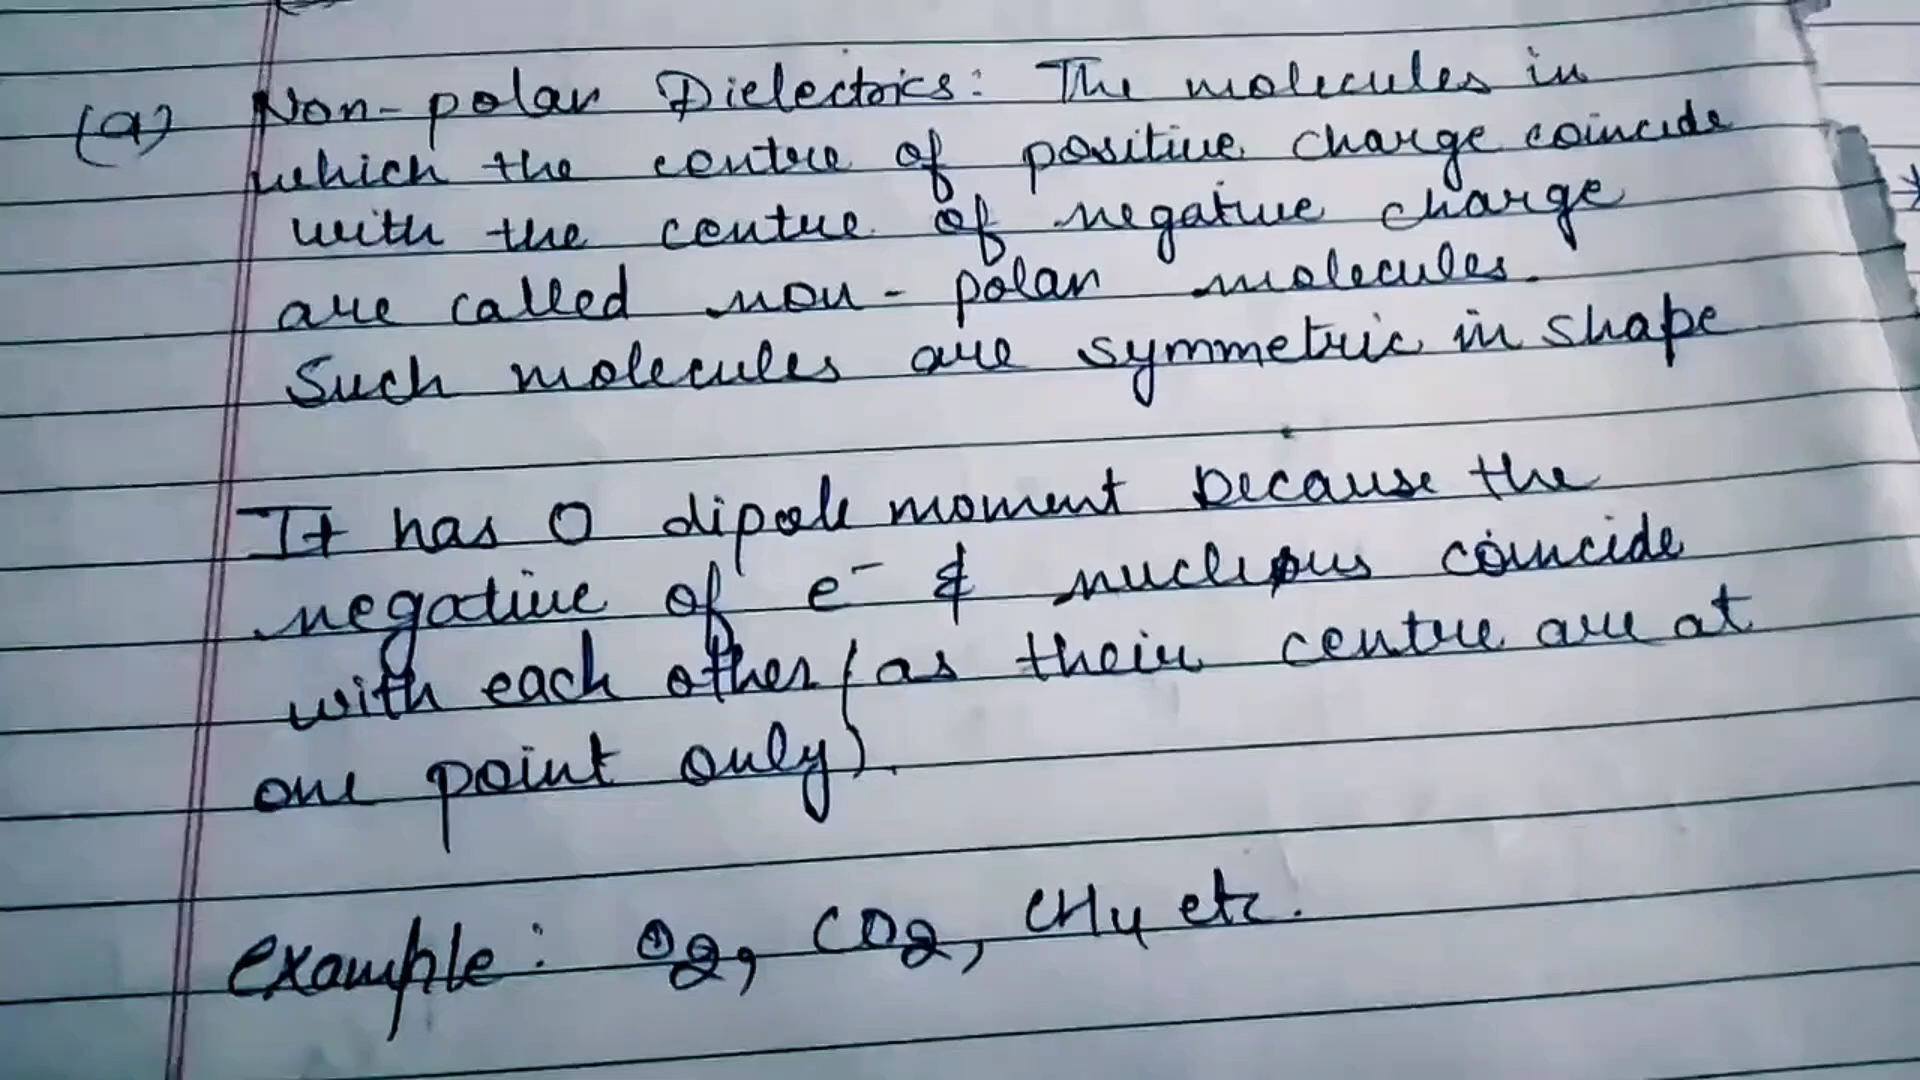 (a) Non-polar Dielectrics: The molecules in
which the centre of positive charge coincide
with the centre of negative charge
are called non-polar molecules.
Such molecules are symmetric in shape
It has 0 dipole moment because the
negative of e⁻ & nucleus coincide
with each other (as their centre are at
one point only).
Example: O₂, CO₂, CH₄ etc.